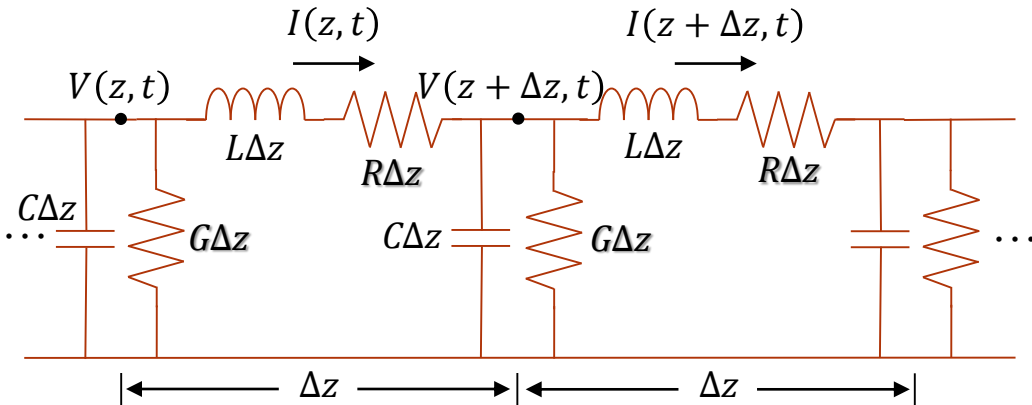 I(z, t)
I(z + Δz, t)
V(z, t)
V(z + Δz, t)
LΔz
RΔz
LΔz
RΔz
CΔz
GΔz
CΔz
GΔz
⋯
⋯
Δz
Δz